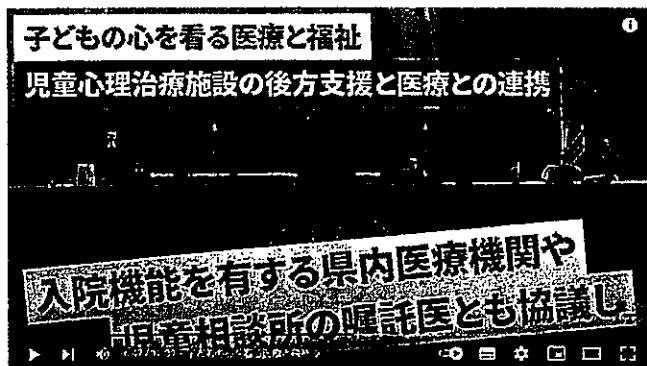 子どもの心を看る医療と福祉
児童心理治療施設の後方支援と医療との連携
入院機能を有する県内医療機関や
児童相談所の嘱託医とも協議し